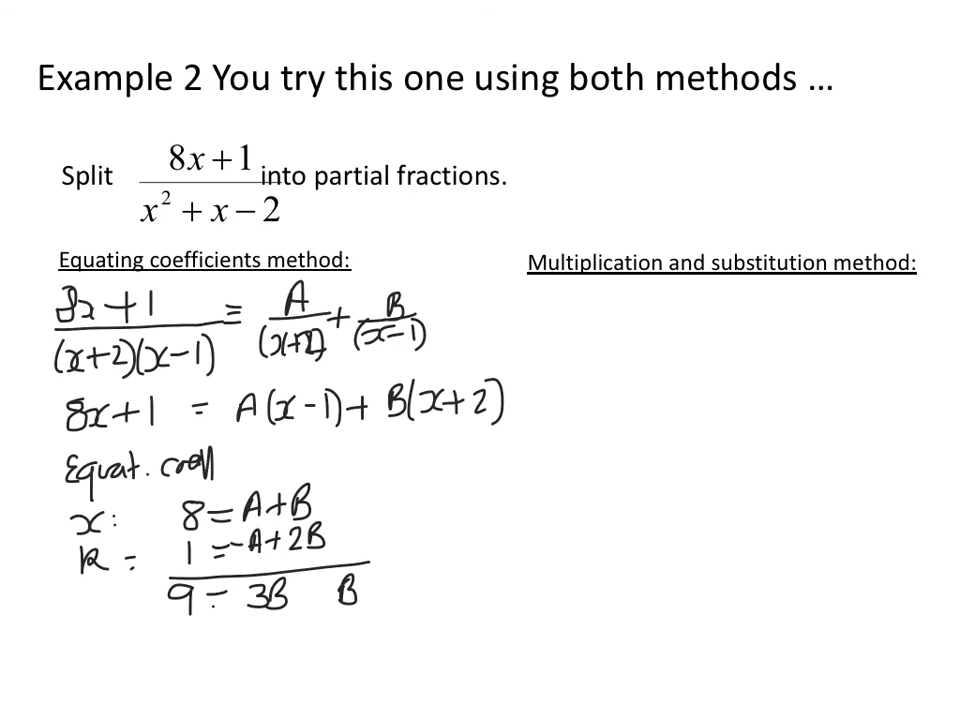 Example 2 You try this one using both methods ...
Split 8x + 1 / x² + x − 2 into partial fractions.
Equating coefficients method:
8x + 1 / (x+2)(x−1) ≡ A / (x+2) + B / (x−1)
8x + 1 = A(x − 1) + B(x + 2)
Equat. coeff
x: 8 = A + B
k = 1 = −A + 2B
9 = 3B B
Multiplication and substitution method: